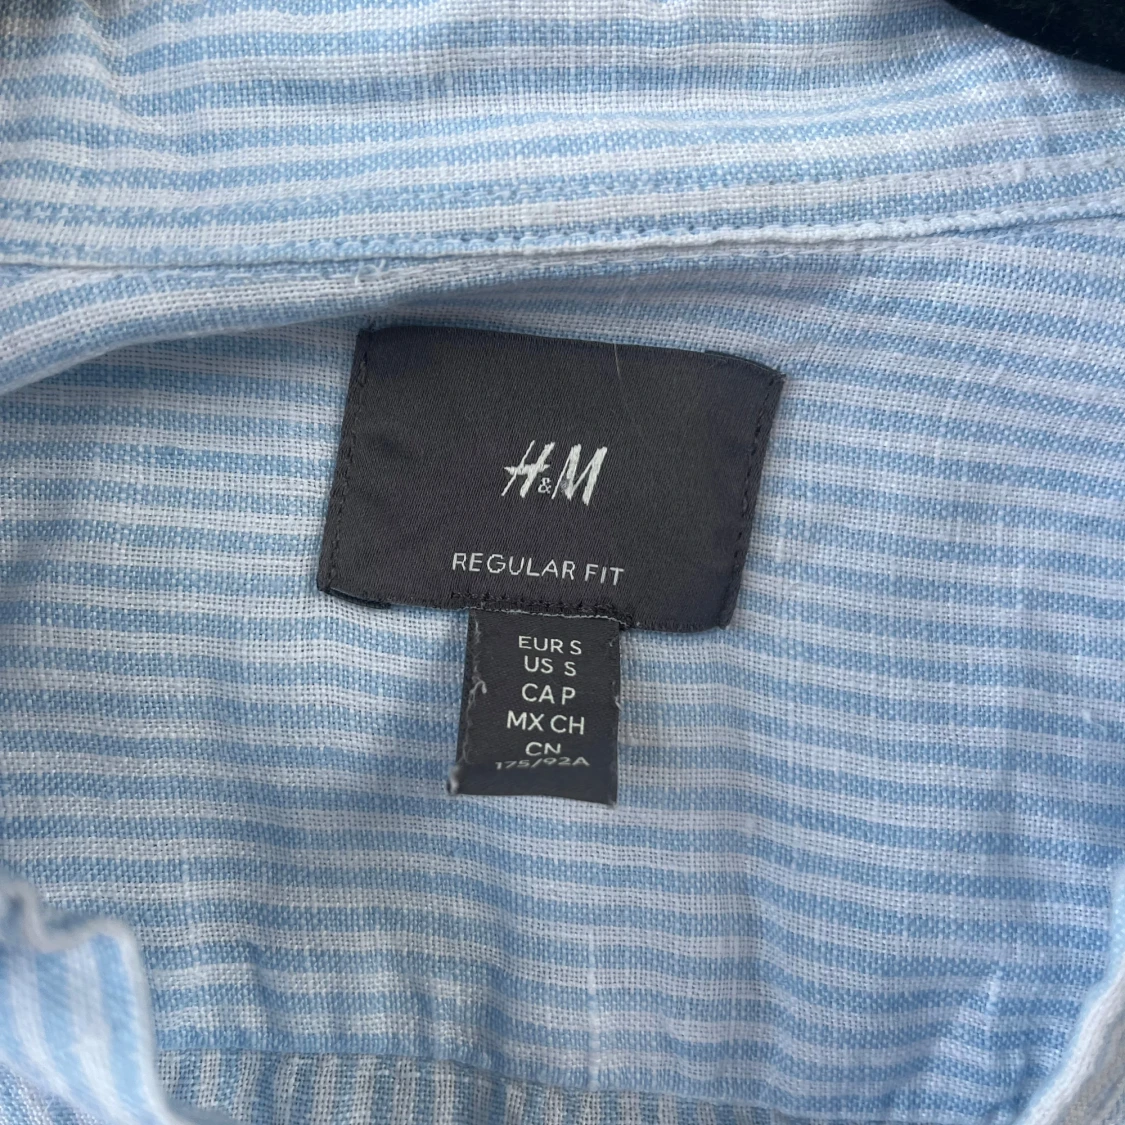 H&M
REGULAR FIT
EUR S
US S
CA P
MX CH
CN
175/92A